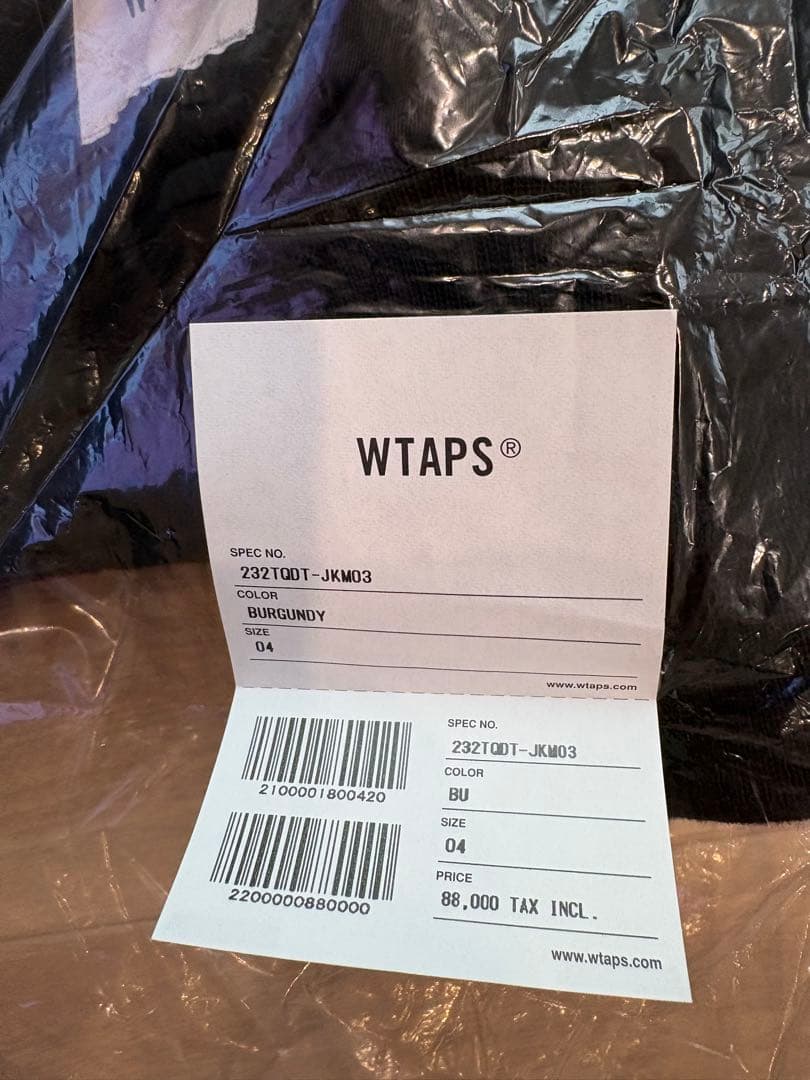 WTAPS®
SPEC NO.
232TQDT-JKM03
COLOR
BURGUNDY
SIZE
04
www.wtaps.com
SPEC NO.
232TQDT-JKM03
COLOR
BU
SIZE
04
PRICE
88,000 TAX INCL.
www.wtaps.com
2100001800420
2200000880000